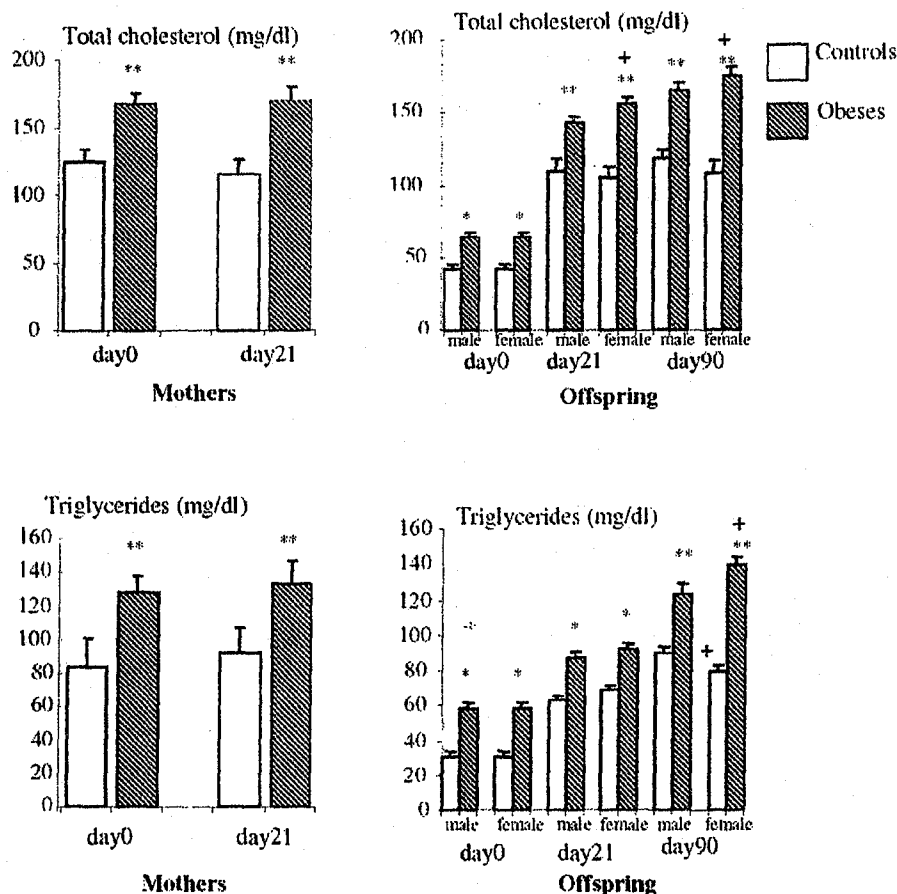 Total cholesterol (mg/dl)
200
150
100
50
0
**
**
day0
day21
Mothers
Total cholesterol (mg/dl)
200
150
100
50
0
*
*
**
+
**
**
+
**
male
female
male
female
male
female
day0
day21
day90
Offspring
Controls
Obeses
Triglycerides (mg/dl)
160
140
120
100
80
60
40
20
0
**
**
day0
day21
Mothers
Triglycerides (mg/dl)
160
140
120
100
80
60
40
20
0
*
*
*
*
**
+
+
**
male
female
male
female
male
female
day0
day21
day90
Offspring